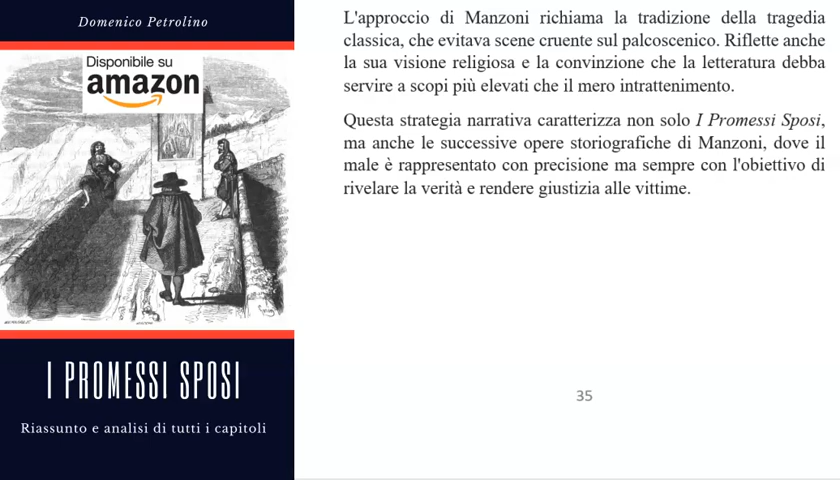 Domenico Petrolino
Disponibile su
amazon
I PROMESSI SPOSI
Riassunto e analisi di tutti i capitoli
L'approccio di Manzoni richiama la tradizione della tragedia
classica, che evitava scene cruente sul palcoscenico. Riflette anche
la sua visione religiosa e la convinzione che la letteratura debba
servire a scopi più elevati che il mero intrattenimento.
Questa strategia narrativa caratterizza non solo I Promessi Sposi,
ma anche le successive opere storiografiche di Manzoni, dove il
male è rappresentato con precisione ma sempre con l'obiettivo di
rivelare la verità e rendere giustizia alle vittime.
35